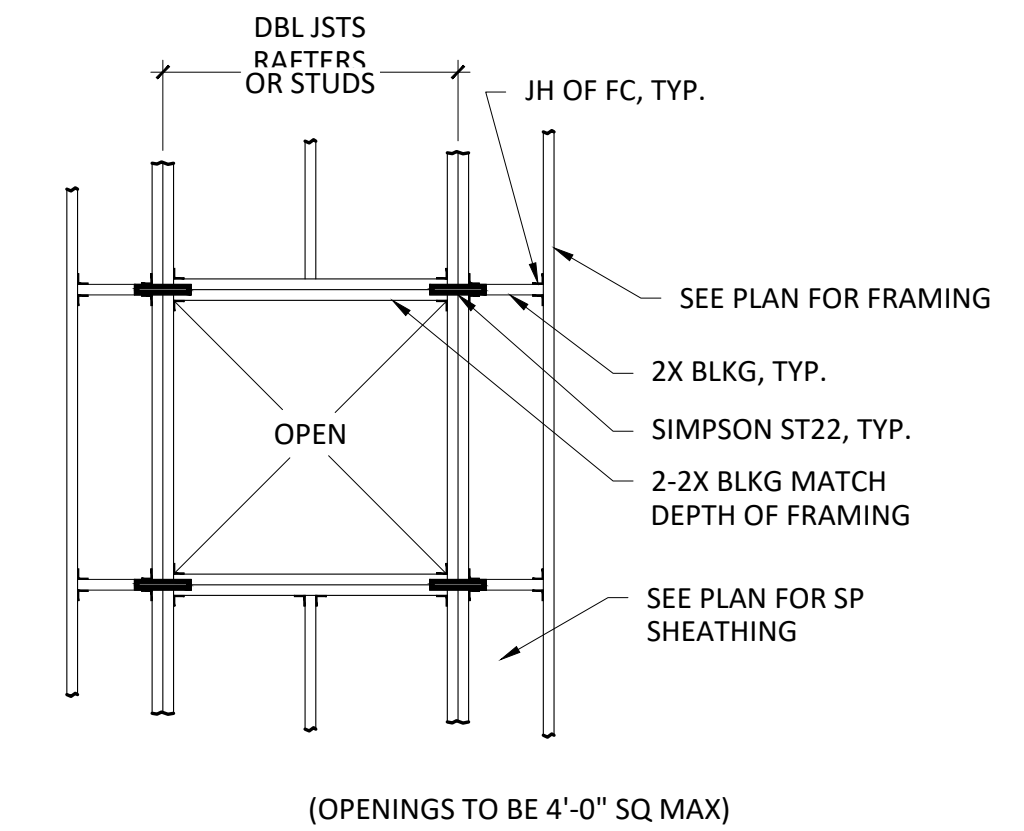 DBL JSTS
RAFTERS
OR STUDS
JH OF FC, TYP.
SEE PLAN FOR FRAMING
2X BLKG, TYP.
SIMPSON ST22, TYP.
OPEN
2-2X BLKG MATCH
DEPTH OF FRAMING
SEE PLAN FOR SP
SHEATHING
(OPENINGS TO BE 4'-0" SQ MAX)